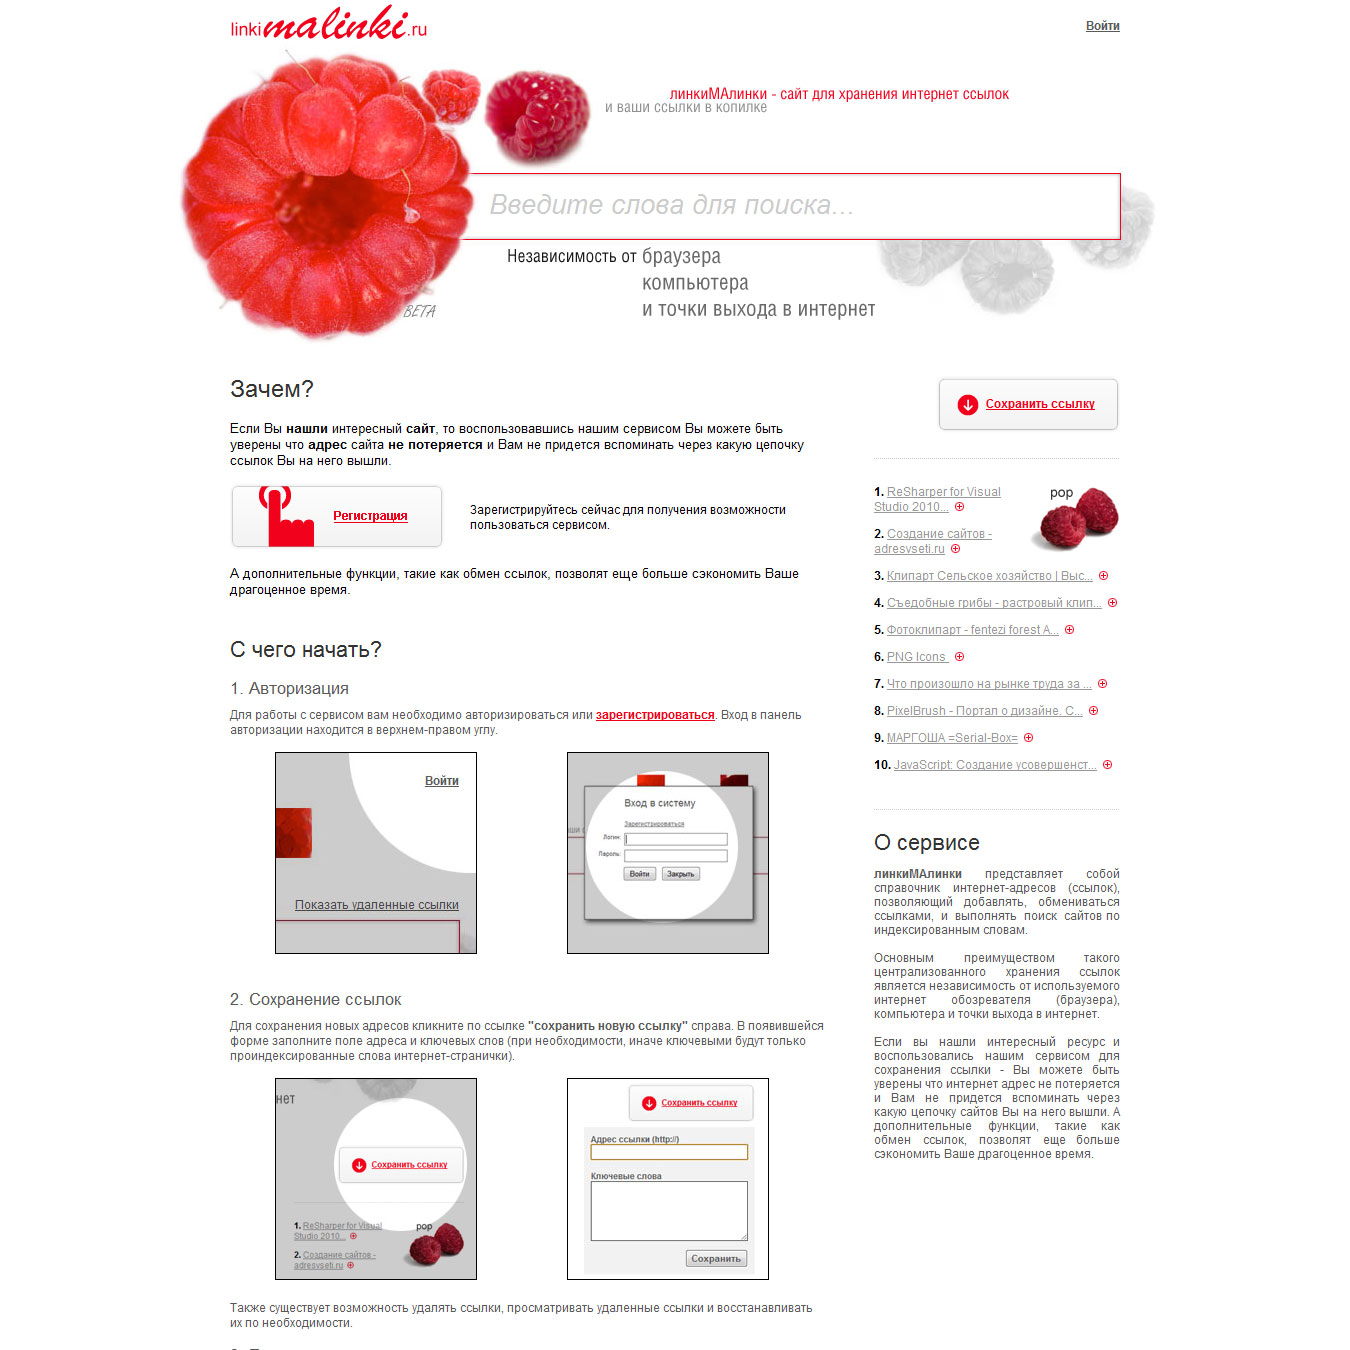 linkimalinki.ru
Войти
линкиМАлинки - сайт для хранения интернет ссылок
и ваши ссылки в копилке
Введите слова для поиска...
Независимость от браузера
компьютера
и точки выхода в интернет
BETA
Зачем?
Если Вы нашли интересный сайт, то воспользовавшись нашим сервисом Вы можете быть
уверены что адрес сайта не потеряется и Вам не придется вспоминать через какую цепочку
ссылок Вы на него вышли.
Регистрация
Зарегистрируйтесь сейчас для получения возможности
пользоваться сервисом.
А дополнительные функции, такие как обмен ссылок, позволят еще больше сэкономить Ваше
драгоценное время.
С чего начать?
1. Авторизация
Для работы с сервисом вам необходимо авторизироваться или зарегистрироваться. Вход в панель
авторизации находится в верхнем-правом углу.
Войти
Показать удаленные ссылки
Вход в систему
Зарегистрироваться
Логин:
Пароль:
Войти Закрыть
2. Сохранение ссылок
Для сохранения новых адресов кликните по ссылке "сохранить новую ссылку" справа. В появившейся
форме заполните поле адреса и ключевых слов (при необходимости, иначе ключевыми будут только
проиндексированные слова интернет-странички).
нет
Сохранить ссылку
1. ReSharper for Visual
Studio 2010...
pop
2. Создание сайтов -
adresvseti.ru
Сохранить ссылку
Адрес ссылки (http://)
Ключевые слова
Сохранить
Также существует возможность удалять ссылки, просматривать удаленные ссылки и восстанавливать
их по необходимости.
Сохранить ссылку
pop
1. ReSharper for Visual
Studio 2010...
2. Создание сайтов -
adresvseti.ru
3. Клипарт Сельское хозяйство | Выс...
4. Съедобные грибы - растровый клип...
5. Фотоклипарт - fentezi forest A...
6. PNG Icons
7. Что произошло на рынке труда за ...
8. PixelBrush - Портал о дизайне. С...
9. МАРГОША =Serial-Box=
10. JavaScript: Создание усовершенст...
О сервисе
линкиМАлинки представляет собой
справочник интернет-адресов (ссылок),
позволяющий добавлять, обмениваться
ссылками, и выполнять поиск сайтов по
индексированным словам.
Основным преимуществом такого
централизованного хранения ссылок
является независимость от используемого
интернет обозревателя (браузера),
компьютера и точки выхода в интернет.
Если вы нашли интересный ресурс и
воспользовались нашим сервисом для
сохранения ссылки - Вы можете быть
уверены что интернет адрес не потеряется
и Вам не придется вспоминать через
какую цепочку сайтов Вы на него вышли. А
дополнительные функции, такие как
обмен ссылок, позволят еще больше
сэкономить Ваше драгоценное время.